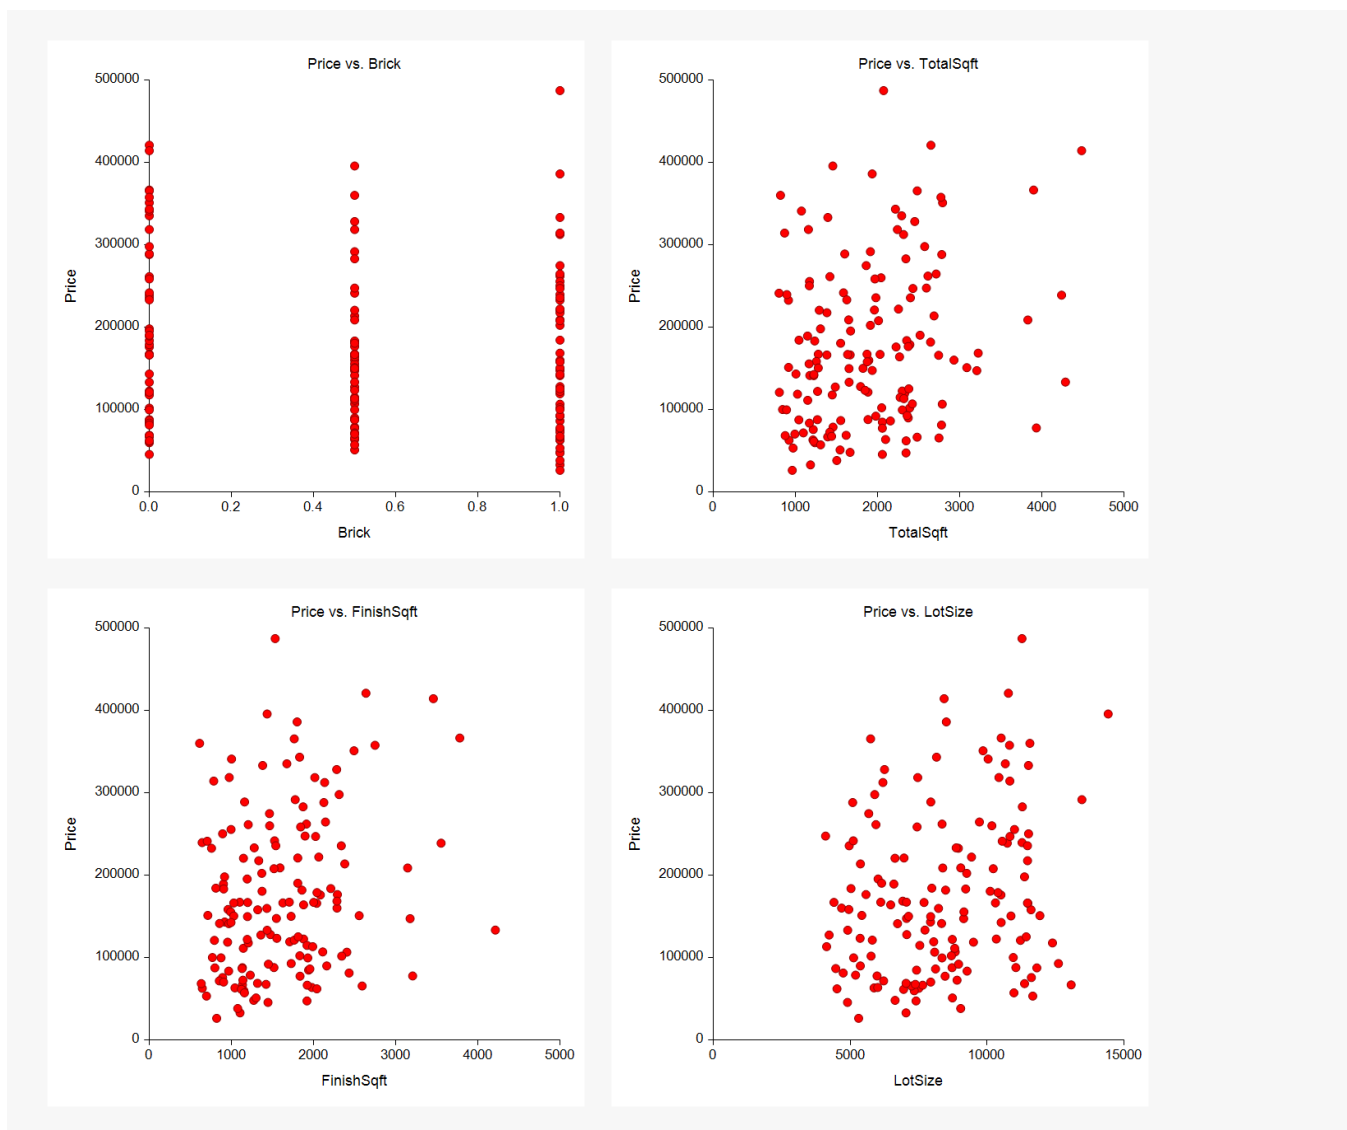 Price vs. Brick
500000
400000
300000
200000
100000
0
Price
0.0 0.2 0.4 0.6 0.8 1.0
Brick
Price vs. TotalSqft
500000
400000
300000
200000
100000
0
Price
0 1000 2000 3000 4000 5000
TotalSqft
Price vs. FinishSqft
500000
400000
300000
200000
100000
0
Price
0 1000 2000 3000 4000 5000
FinishSqft
Price vs. LotSize
500000
400000
300000
200000
100000
0
Price
0 5000 10000 15000
LotSize